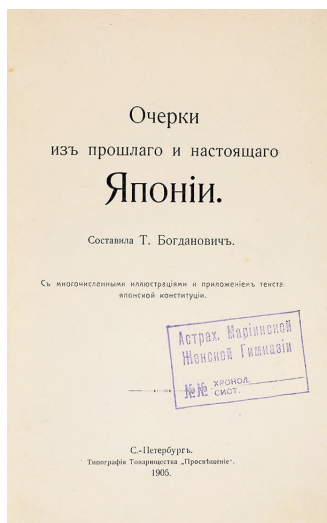 Очерки
изъ прошлаго и настоящаго
Японіи.
Составила Т. Богдановичъ.
Съ многочисленными иллюстраціями и приложеніемъ текста
японской конституціи.
Астрах. Маріинской
Женской Гимназіи
№№ ХРОНОЛ.
СИСТ.
С.-Петербургъ.
Типографія Товарищества „Просвѣщеніе“.
1905.